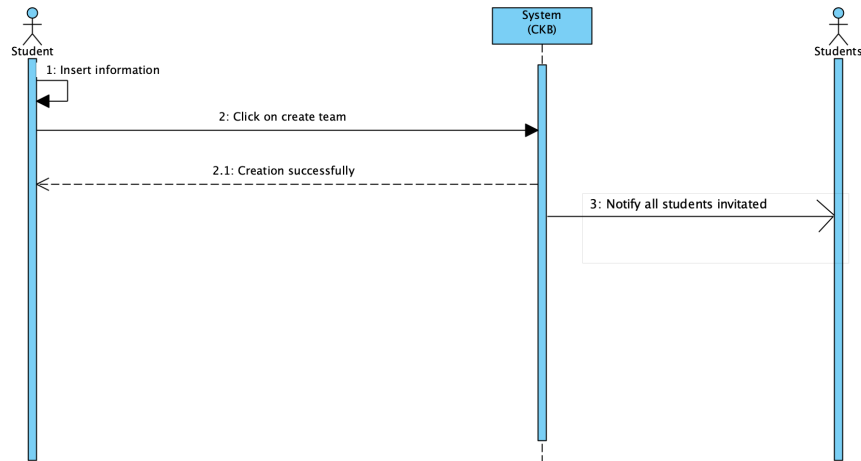 System
(CKB)
Student
Students
1: Insert information
2: Click on create team
2.1: Creation successfully
3: Notify all students invitated